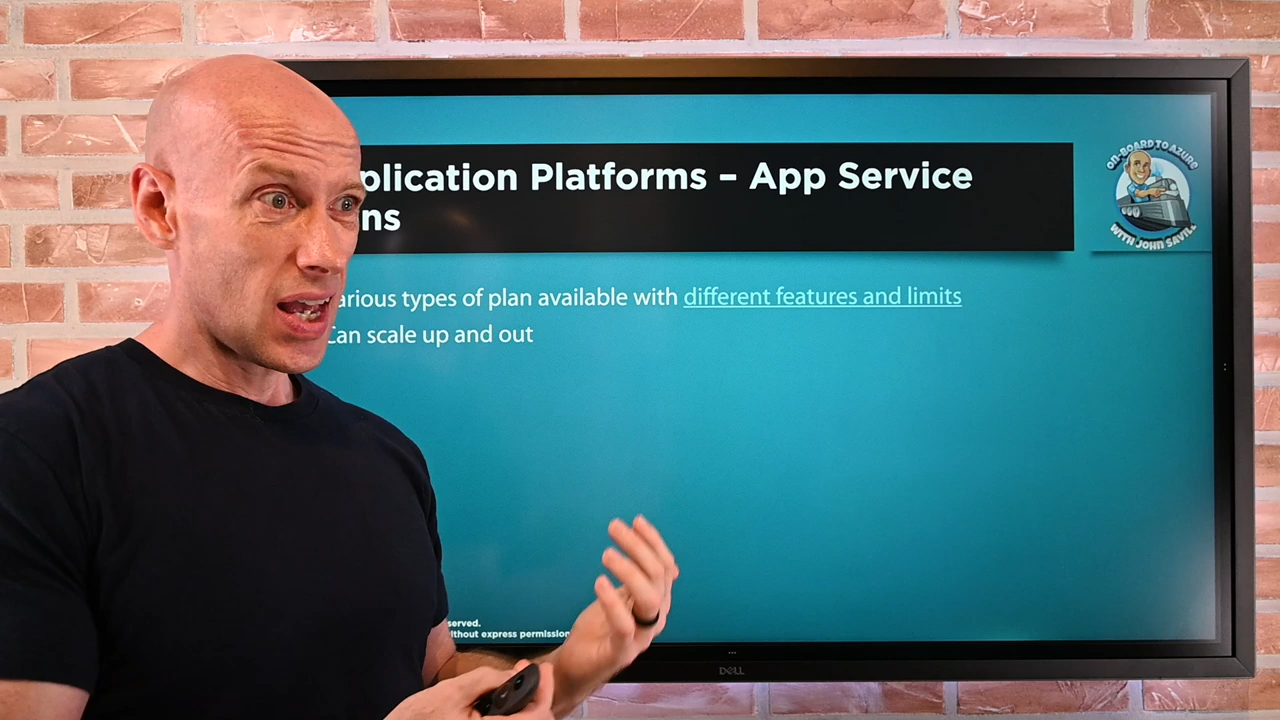 plication Platforms – App Service
ns
arious types of plan available with different features and limits
Can scale up and out
served.
ithout express permission
ON-BOARD TO AZURE
WITH JOHN SAVILL
DELL